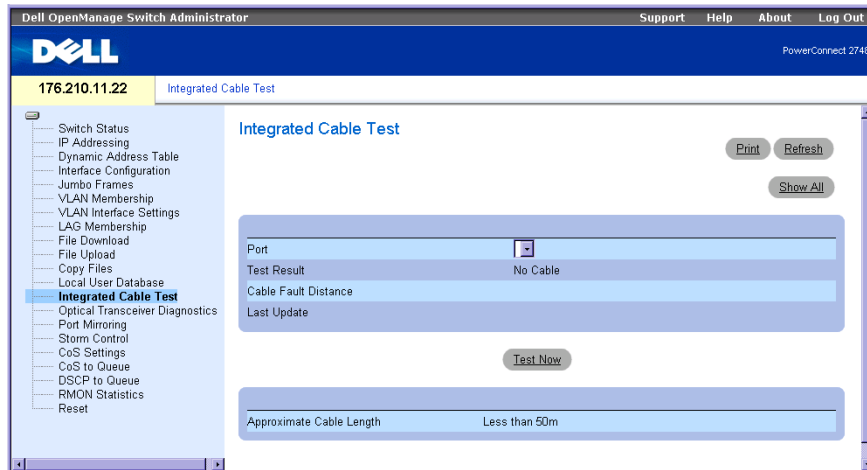 Dell OpenManage Switch Administrator
Support Help About Log Out
DELL
PowerConnect 2748
176.210.11.22
Integrated Cable Test
Switch Status
IP Addressing
Dynamic Address Table
Interface Configuration
Jumbo Frames
VLAN Membership
VLAN Interface Settings
LAG Membership
File Download
File Upload
Copy Files
Local User Database
Integrated Cable Test
Optical Transceiver Diagnostics
Port Mirroring
Storm Control
CoS Settings
CoS to Queue
DSCP to Queue
RMON Statistics
Reset
Integrated Cable Test
Print Refresh
Show All
Port
Test Result No Cable
Cable Fault Distance
Last Update
Test Now
Approximate Cable Length Less than 50m